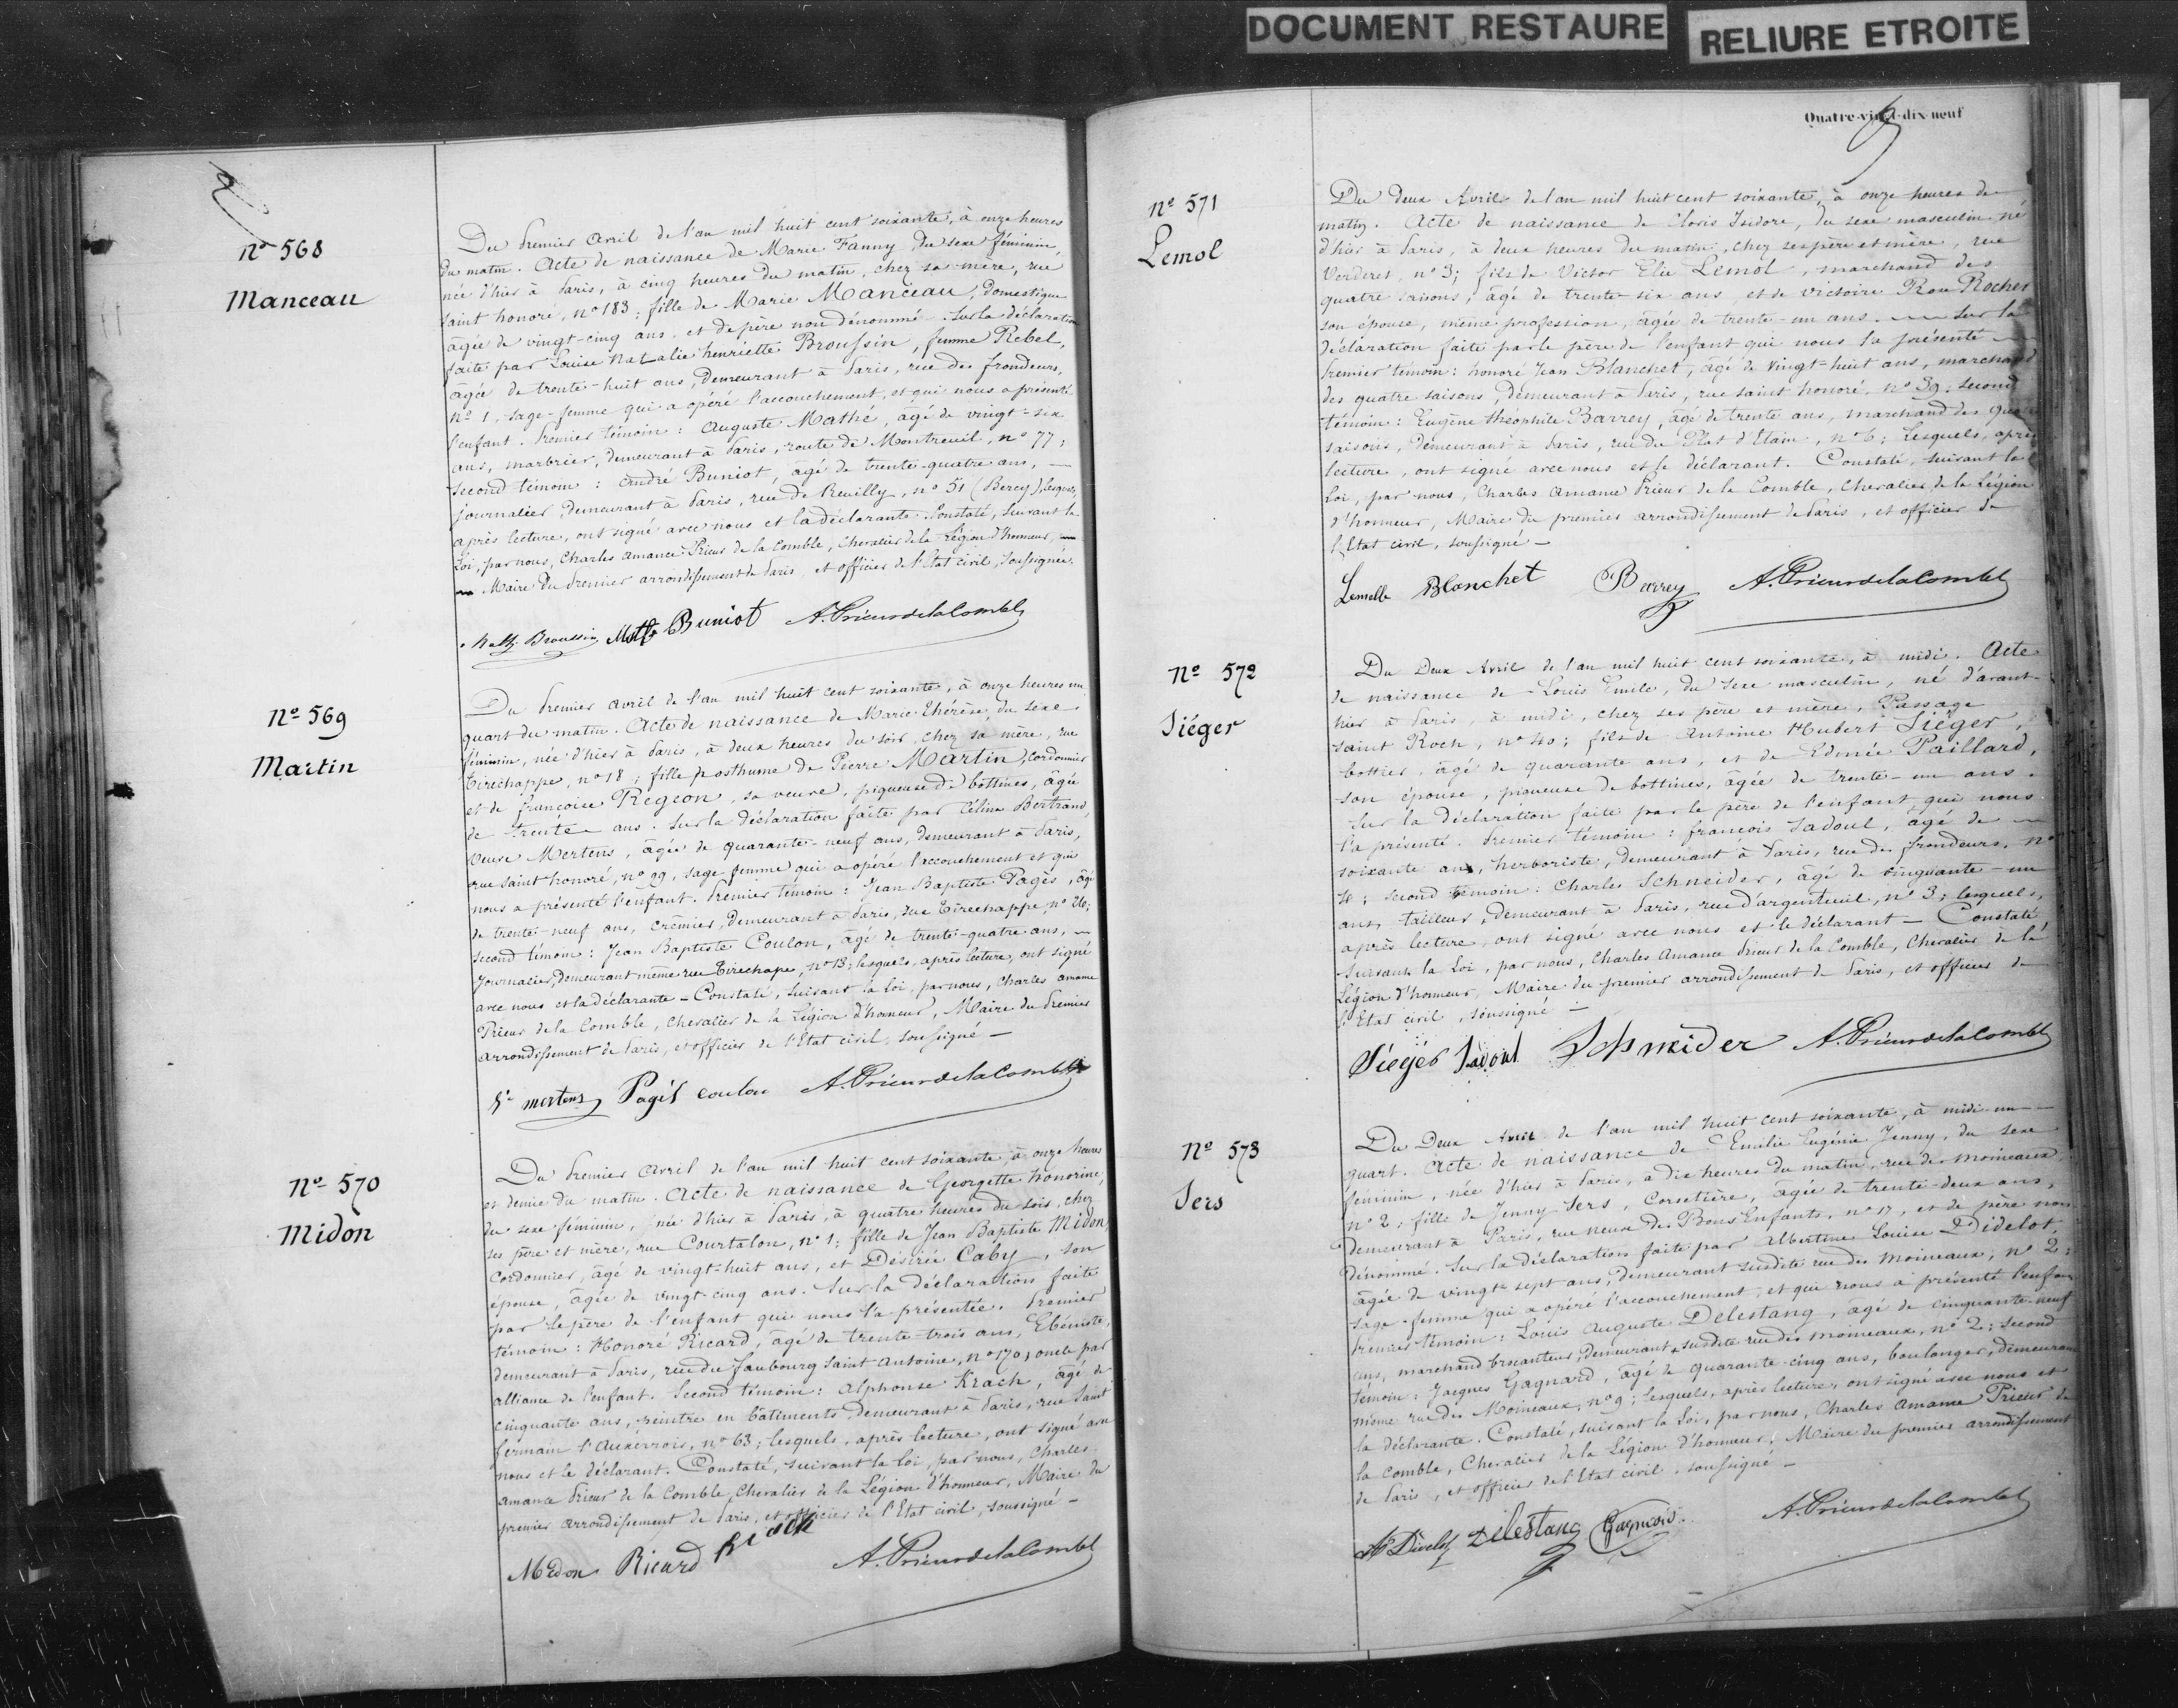 DOCUMENT RESTAURE
RELIURE ETROITE
Nº 568
Manceau
Du Premier Avril de l'an mil huit cent soixante, à onze heures
du matin. Acte de naissance de Marie Fanny, du sexe féminin,
née d'hier à Paris, à cinq heures du matin, chez sa mère, rue
saint honoré, nº 183; fille de Marie Manceau, domestique
âgée de vingt-cinq ans, et de père non dénommé. Sur la déclaration
faite par Louise Natalie henriette Broussin, femme Rebel,
âgée de trente-huit ans, demeurant à Paris, rue des frondeurs,
nº 1, sage-femme qui a opéré l'accouchement, et qui nous a présenté
l'enfant. Premier témoin: Auguste Mathé, âgé de vingt-six
ans, marbrier, demeurant à Paris, route de Montreuil, nº 77;
second témoin: André Buniot, âgé de trente-quatre ans, —
journalier, demeurant à Paris, rue de Reuilly, nº 51 (Bercy), lesquels,
après lecture, ont signé avec nous et la déclarante. Constaté, suivant la
Loi, par nous, Charles Amance Prieur de la Comble, Chevalier de la Légion d'honneur, —
— Maire du Premier arrondissement de Paris, et officier de l'Etat civil, soussigné.
Broussin Buniot A. Prieur de la Comble
Nº 569
Martin
Du Premier avril de l'an mil huit cent soixante, à onze heures un
quart du matin. Acte de naissance de Marie Thérèse, du sexe
féminin, née d'hier à Paris, à deux heures du soir, chez sa mère, rue
Tirechappe, nº 18; fille posthume de Pierre Martin, Cordonnier
et de françoise Regeon, sa veuve, piqueuse de bottines, âgée
de trente ans. Sur la déclaration faite par Céline Bertrand,
Veuve Mertens, âgée de quarante-neuf ans, demeurant à Paris,
rue saint honoré, nº 99, sage femme qui a opéré l'accouchement et qui
nous a présenté l'enfant. Premier témoin: Jean Baptiste Pagès, âgé
de trente-neuf ans, crêmier, demeurant à Paris, rue Tirechappe, nº 26;
second témoin: Jean Baptiste Coulon, âgé de trente-quatre ans, —
Journalier, demeurant même rue Tirechape, nº 13; lesquels, après lecture, ont signé
avec nous et la déclarante — Constaté, suivant la loi, par nous, Charles amance
Prieur de la Comble, chevalier de la Légion d'honneur, Maire du Premier
arrondissement de Paris, et officier de l'Etat civil, soussigné —
Vve mertens Pagès coulon A. Prieur de la Comble
Nº 570
Midon
Du Premier Avril de l'an mil huit cent soixante, à onze heures
et demie du matin. Acte de naissance de Georgette honorine,
du sexe féminin, née d'hier à Paris, à quatre heures du soir, chez
ses père et mère, rue Courtalon, nº 1; fille de Jean Baptiste Midon,
Cordonnier, âgé de vingt-huit ans, et Désirée Caby, son
épouse, âgée de vingt-cinq ans. Sur la déclaration faite
par le père de l'enfant qui nous l'a présentée. Premier
témoin: Honoré Ricard, âgé de trente-trois ans, Ebéniste,
demeurant à Paris, rue du faubourg Saint-Antoine, nº 170, oncle par
alliance de l'enfant. Second témoin: Alphonse Krach, âgé de
cinquante ans, peintre en bâtiments, demeurant à Paris, rue Saint
Germain l'Auxerrois, nº 63; lesquels, après lecture, ont signé avec
nous et le déclarant. Constaté, suivant la loi, par nous, Charles
Amance Prieur de la Comble, Chevalier de la Légion d'honneur, Maire du
premier arrondissement de Paris, et officier de l'Etat civil, soussigné —
Midon Ricard Krach A. Prieur de la Comble
Quatre-vingt-dix-neuf
Nº 571
Lemol
Du deux Avril de l'an mil huit cent soixante, à onze heures du
matin. Acte de naissance de Clovis Isidore, du sexe masculin né
d'hier à Paris, à deux heures du matin, chez ses père et mère, rue
Verderet, nº 3; fils de Victor Elie Lemol, marchand des
quatre saisons, âgé de trente-six ans, et de Victoire Rocher
son épouse, même profession, âgée de trente-un ans. — Sur la
déclaration faite par le père de l'enfant qui nous l'a présenté —
Premier témoin: honoré Jean Blanchet, âgé de vingt-huit ans, marchand
des quatre saisons, demeurant à Paris, rue saint honoré, nº 39; second
témoin: Eugène théophile Barrey, âgé de trente ans, marchand des quatre
saisons, demeurant à Paris, rue du Plat d'Etain, nº 6; lesquels, après
lecture, ont signé avec nous et le déclarant. Constaté, suivant la
Loi, par nous, Charles Amance Prieur de la Comble, Chevalier de la Légion
d'honneur, Maire du premier arrondissement de Paris, et officier de
l'Etat civil, soussigné —
Lemolle Blanchet Barrey A. Prieur de la Comble
Nº 572
Siéger
Du Deux Avril de l'an mil huit cent soixante, à midi. Acte
de naissance de Louis Emile, du sexe masculin, né d'avant-
hier à Paris, à midi, chez ses père et mère, Passage
Saint Roch, nº 40; fils de Antoine Hubert Siéger,
bottier, âgé de quarante ans, et de Edmée Paillard,
son épouse, piqueuse de bottines, âgée de trente-un ans.
Sur la déclaration faite par le père de l'enfant qui nous
l'a présenté. Premier témoin: françois Sadoul, âgé de —
soixante ans, herboriste, demeurant à Paris, rue des frondeurs, nº
4; second témoin: Charles Schneider, âgé de cinquante-un
ans, tailleur, demeurant à Paris, rue d'argenteuil, nº 3; lesquels,
après lecture, ont signé avec nous et le déclarant — Constaté,
suivant la Loi, par nous, Charles Amance Prieur de la Comble, Chevalier de la
Légion d'honneur, Maire du premier arrondissement de Paris, et officier de
l'Etat civil, soussigné —
Siéger Sadoul Schneider A. Prieur de la Comble
Nº 573
Sers
Du Deux Avril de l'an mil huit cent soixante, à midi un —
quart. Acte de naissance de Emilie Eugénie Jenny, du sexe
féminin, née d'hier à Paris, à dix heures du matin, rue des moineaux,
nº 2; fille de Jenny Sers, Corsetière, âgée de trente-deux ans,
demeurant à Paris, rue neuve des Bons Enfants, nº 17, et de père non
dénommé. Sur la déclaration faite par Albertine Louise Didelot,
âgée de vingt-sept ans, demeurant susdite rue des moineaux, nº 2;
sage-femme qui a opéré l'accouchement, et qui nous a présenté l'enfant
Premier témoin: Louis Auguste Delestang, âgé de cinquante-neuf
ans, marchand brocanteur, demeurant susdite rue des moineaux, nº 2; second
témoin: Jacques Gagnard, âgé de quarante-cinq ans, boulanger, demeurant
même rue des Moineaux, nº 9; lesquels, après lecture, ont signé avec nous et
la déclarante. Constaté, suivant la Loi, par nous, Charles Amance Prieur de
la Comble, Chevalier de la Légion d'honneur, Maire du premier arrondissement
de Paris, et officier de l'Etat civil, soussigné —
Delestang A. Prieur de la Comble